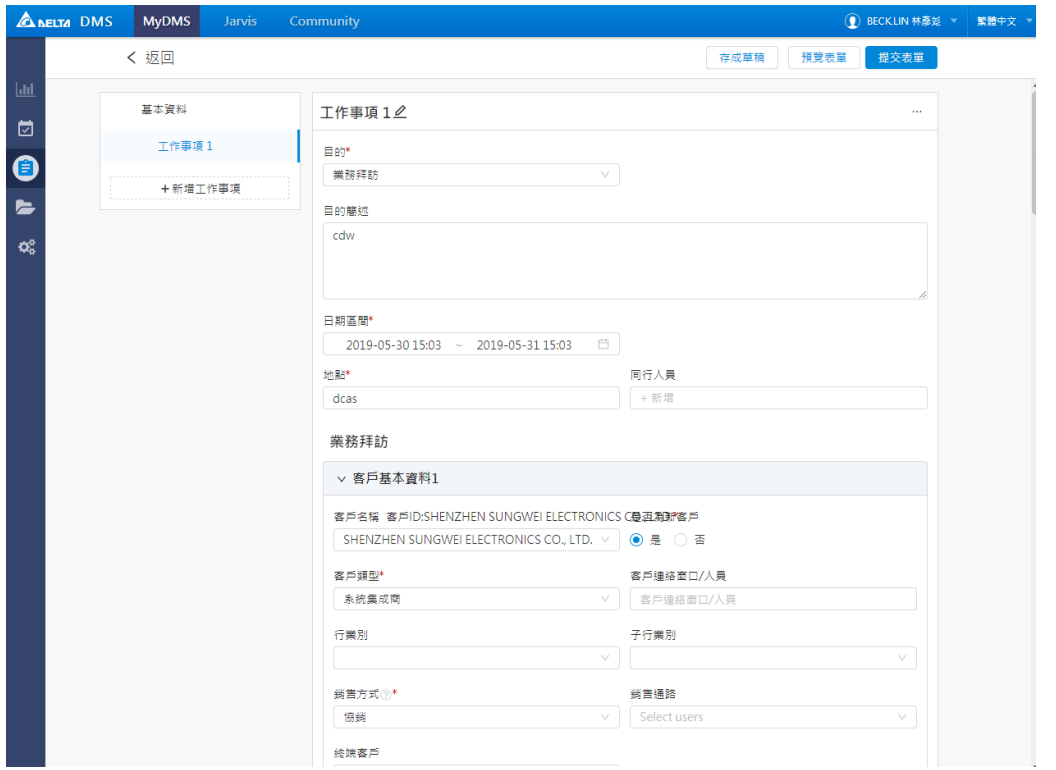 DELTA DMS MyDMS Jarvis Community BECK.LIN 林彥彣 繁體中文
返回 存成草稿 預覽表單 提交表單
基本資料
工作事項 1
+ 新增工作事項
工作事項 1
目的*
業務拜訪
目的簡述
cdw
日期區間*
2019-05-30 15:03 ~ 2019-05-31 15:03
地點* 同行人員
dcas + 新增
業務拜訪
客戶基本資料1
客戶名稱 客戶ID:SHENZHEN SUNGWEI ELECTRONICS 是否為新客戶
SHENZHEN SUNGWEI ELECTRONICS CO., LTD. 是 否
客戶類型* 客戶連絡窗口/人員
系統集成商 客戶連絡窗口/人員
行業別 子行業別
銷售方式?* 銷售通路
協銷 Select users
終端客戶